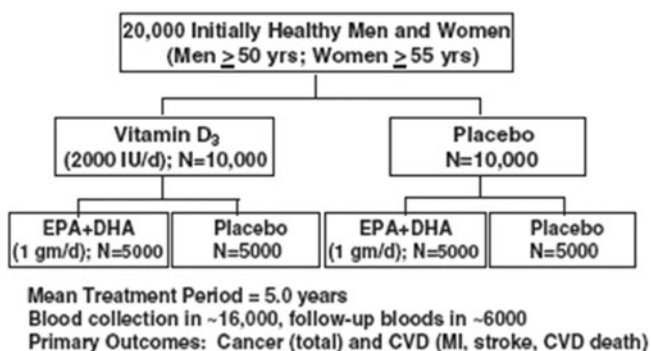 20,000 Initially Healthy Men and Women
(Men ≥50 yrs; Women ≥55 yrs)
Vitamin D₃
(2000 IU/d); N=10,000
Placebo
N=10,000
EPA+DHA
(1 gm/d); N=5000
Placebo
N=5000
EPA+DHA
(1 gm/d); N=5000
Placebo
N=5000
Mean Treatment Period = 5.0 years
Blood collection in ~16,000, follow-up bloods in ~6000
Primary Outcomes: Cancer (total) and CVD (MI, stroke, CVD death)